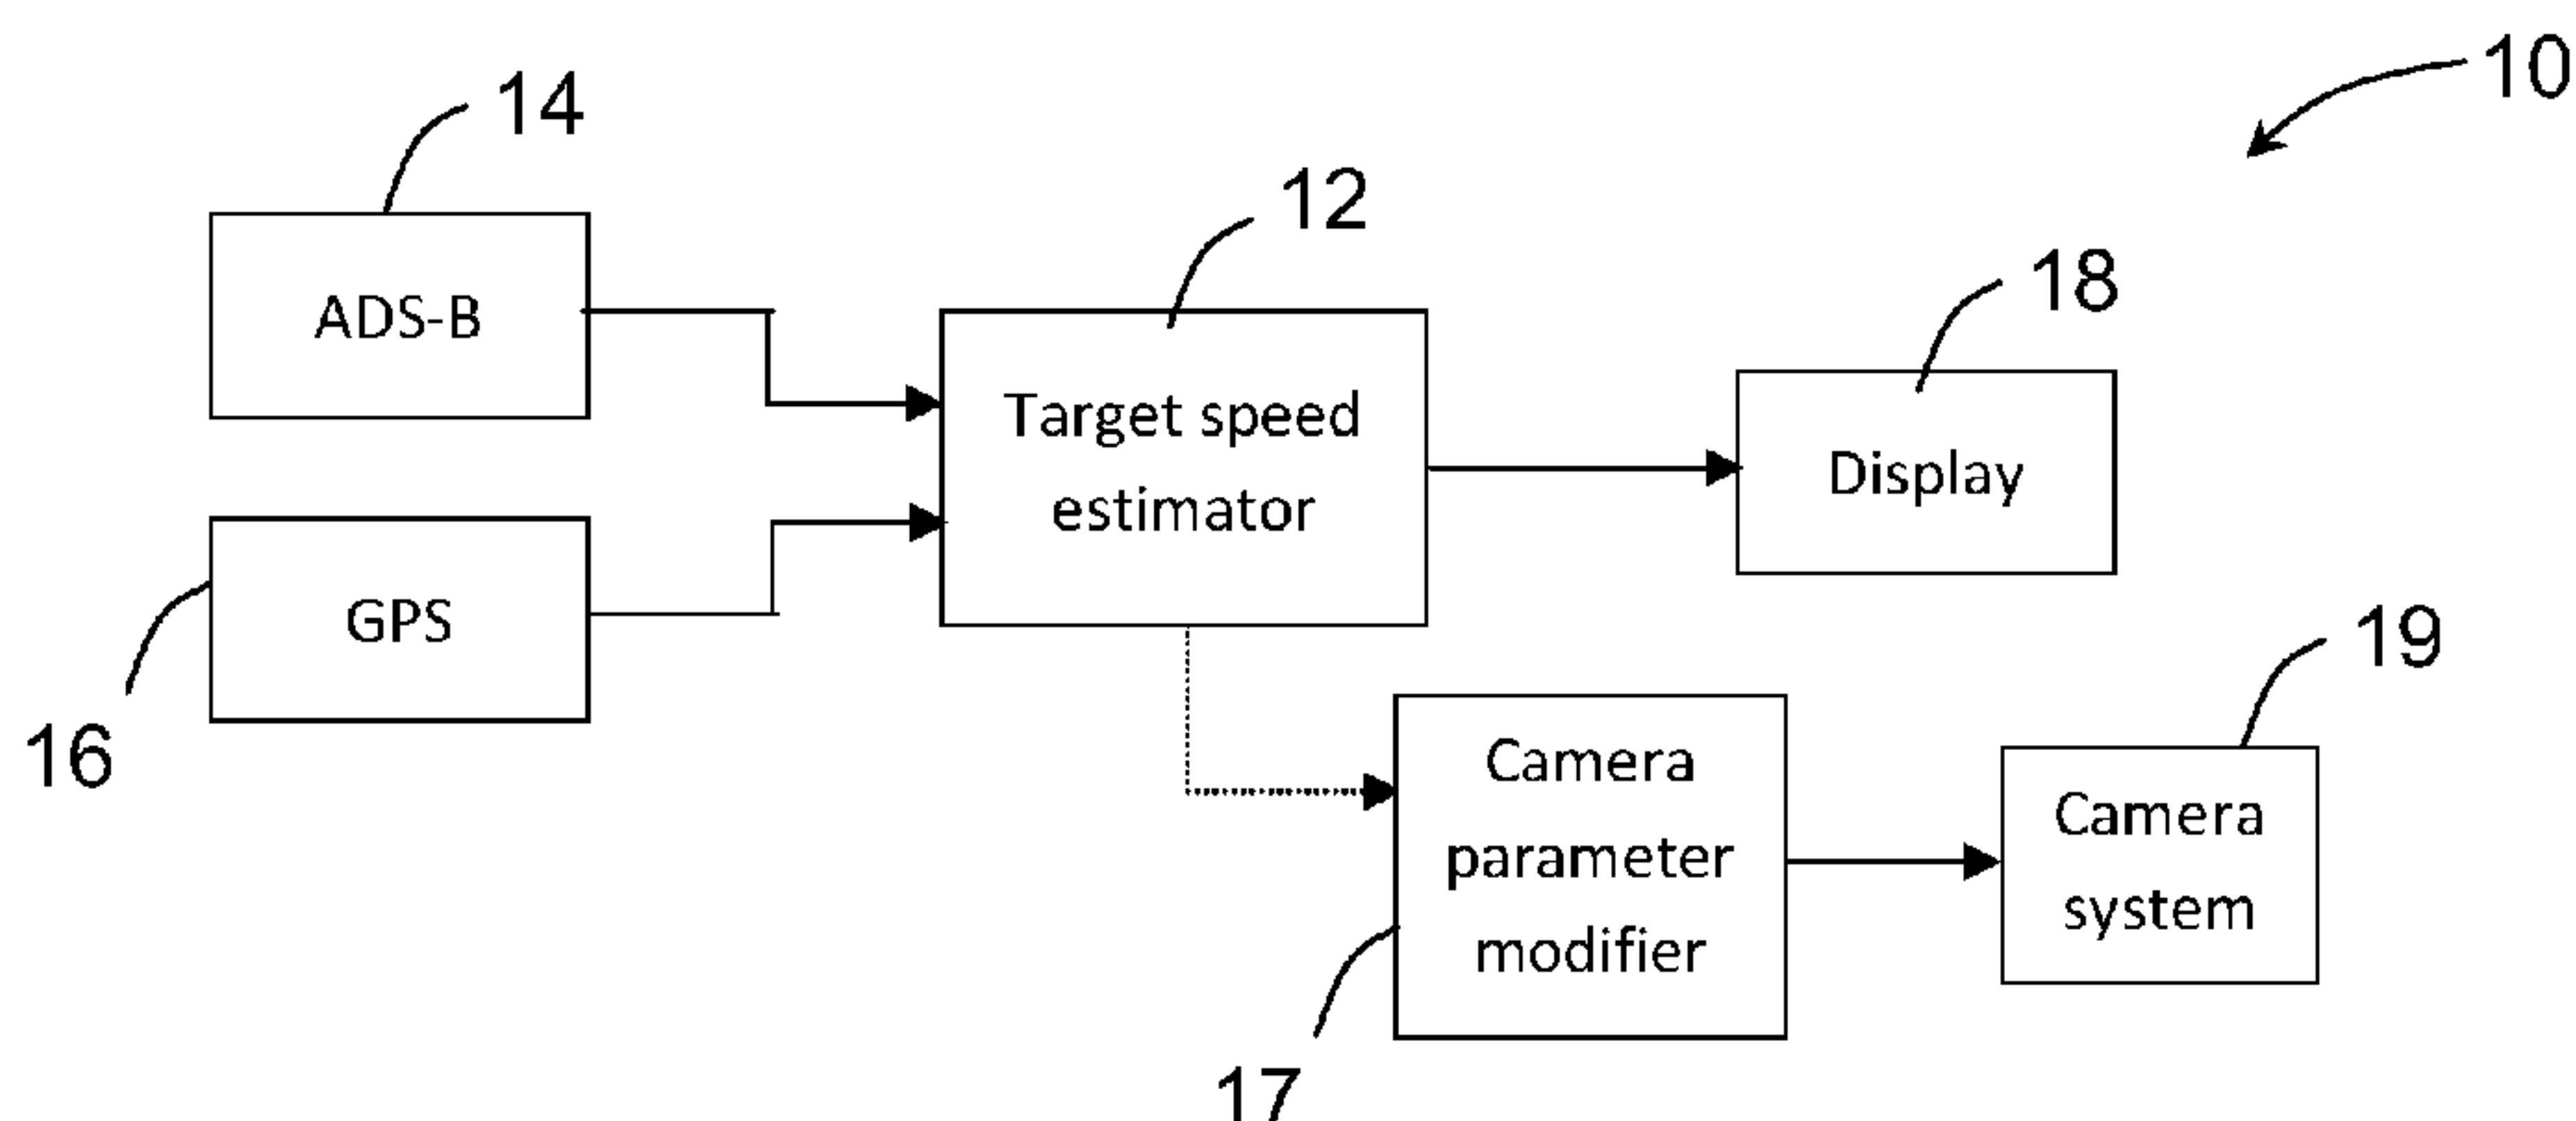 10
14
12
18
ADS-B
Target speed
estimator
Display
GPS
16
19
Camera
parameter
modifier
Camera
system
17